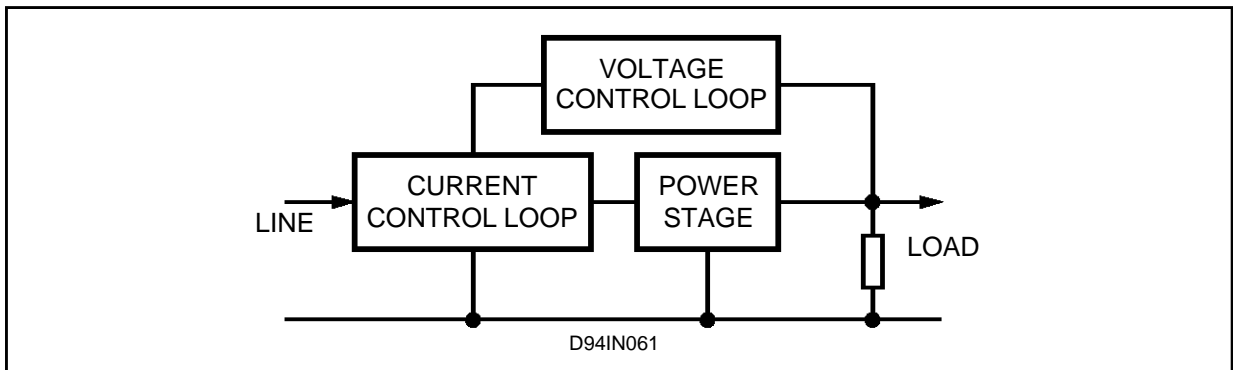 VOLTAGE
CONTROL LOOP
CURRENT
CONTROL LOOP
POWER
STAGE
LINE
LOAD
D94IN061